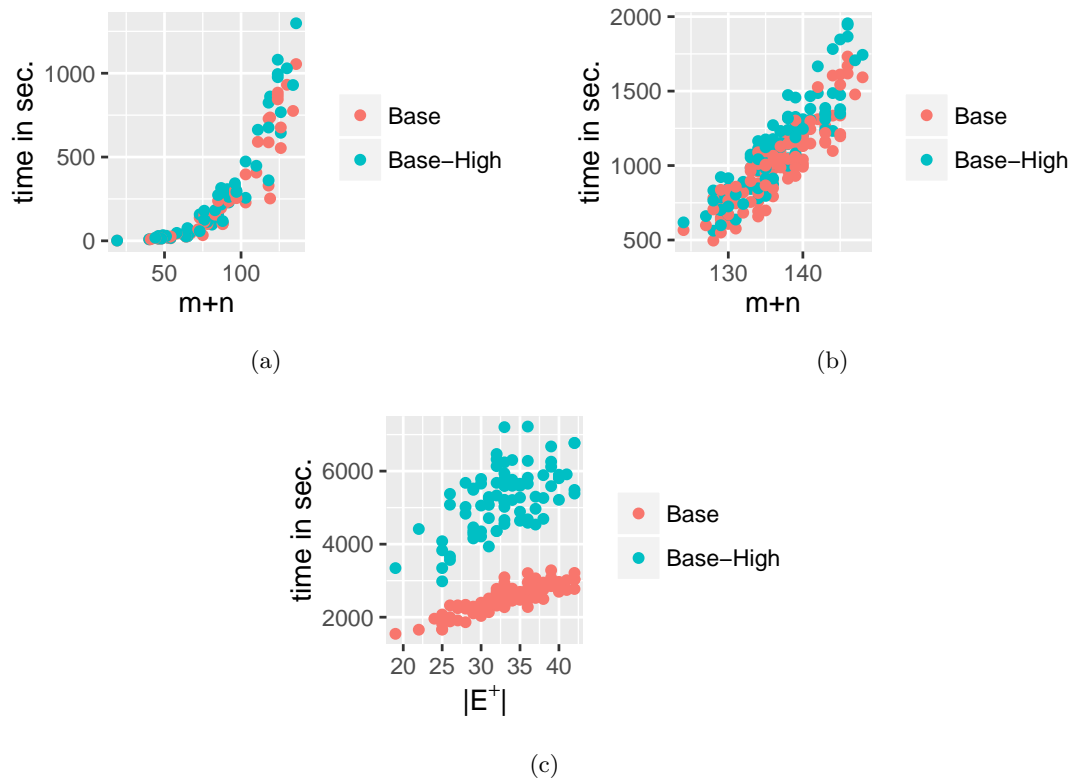 1000
500
0
time in sec.
50 100
m+n
Base
Base−High
(a)
2000
1500
1000
500
time in sec.
130 140
m+n
Base
Base−High
(b)
6000
4000
2000
time in sec.
20 25 30 35 40
|E⁺|
Base
Base−High
(c)